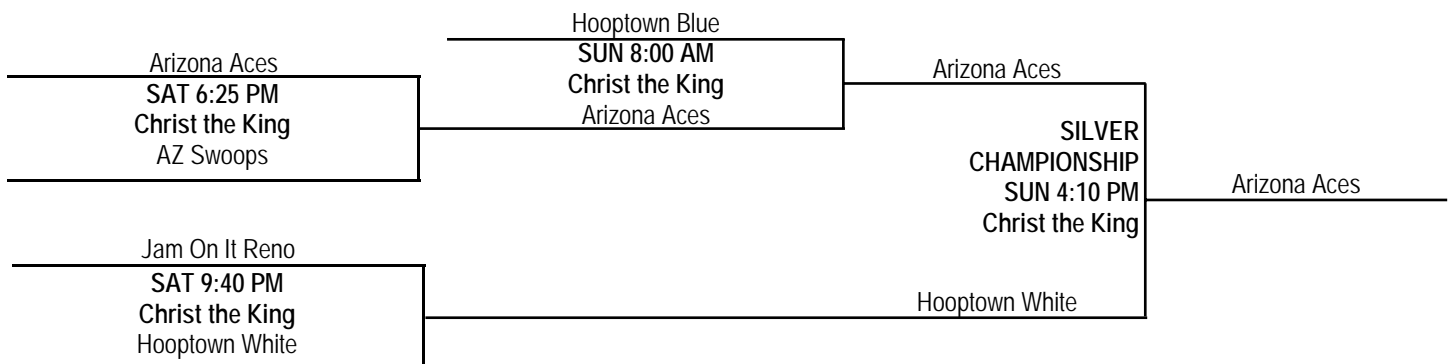 Arizona Aces
SAT 6:25 PM
Christ the King
AZ Swoops
Jam On It Reno
SAT 9:40 PM
Christ the King
Hooptown White
Hooptown Blue
SUN 8:00 AM
Christ the King
Arizona Aces
Arizona Aces
SILVER
CHAMPIONSHIP
SUN 4:10 PM
Christ the King
Hooptown White
Arizona Aces